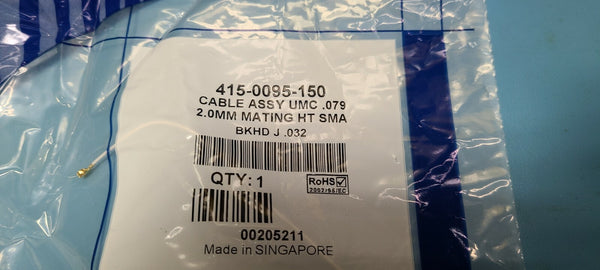 415-0095-150
CABLE ASSY UMC .079
2.0MM MATING HT SMA
BKHD J .032
QTY: 1
RoHS
2002/95/EC
00205211
Made in SINGAPORE